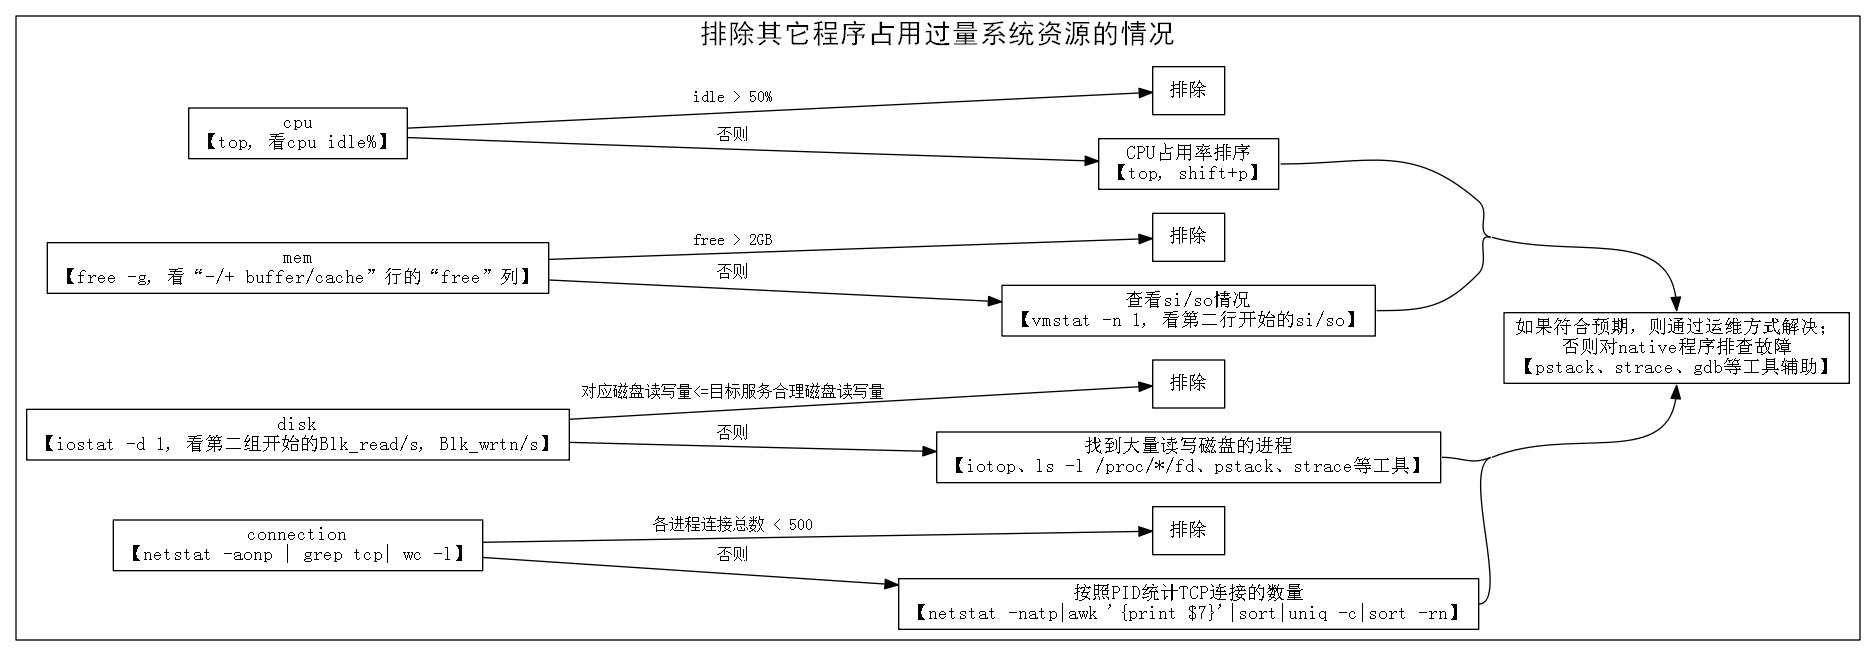 排除其它程序占用过量系统资源的情况
cpu
【top, 看cpu idle%】
idle > 50%
排除
否则
CPU占用率排序
【top, shift+p】
mem
【free -g, 看“-/+ buffer/cache”行的“free”列】
free > 2GB
排除
否则
查看si/so情况
【vmstat -n 1, 看第二行开始的si/so】
disk
【iostat -d 1, 看第二组开始的Blk_read/s, Blk_wrtn/s】
对应磁盘读写量<=目标服务合理磁盘读写量
排除
否则
找到大量读写磁盘的进程
【iotop、ls -l /proc/*/fd、pstack、strace等工具】
connection
【netstat -aonp | grep tcp| wc -l】
各进程连接总数 < 500
排除
否则
按照PID统计TCP连接的数量
【netstat -natp|awk '{print $7}'|sort|uniq -c|sort -rn】
如果符合预期，则通过运维方式解决；
否则对native程序排查故障
【pstack、strace、gdb等工具辅助】